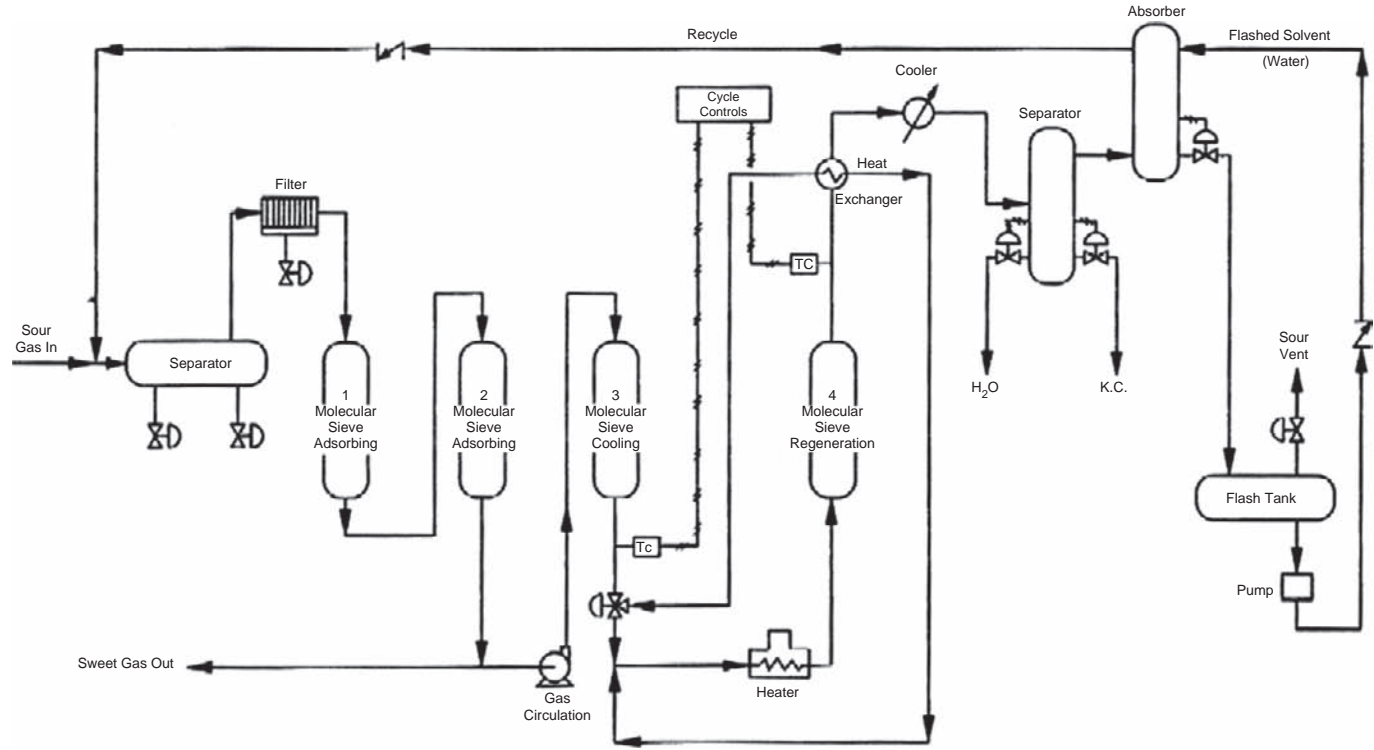 Absorber
Recycle
Flashed Solvent
(Water)
Cooler
Cycle
Controls
Separator
Heat
Exchanger
Filter
TC
Sour
Gas In
Separator
Sour
Vent
H2O
K.C.
1
Molecular
Sieve
Adsorbing
2
Molecular
Sieve
Adsorbing
3
Molecular
Sieve
Cooling
4
Molecular
Sieve
Regeneration
Flash Tank
Tc
Pump
Sweet Gas Out
Gas
Circulation
Heater